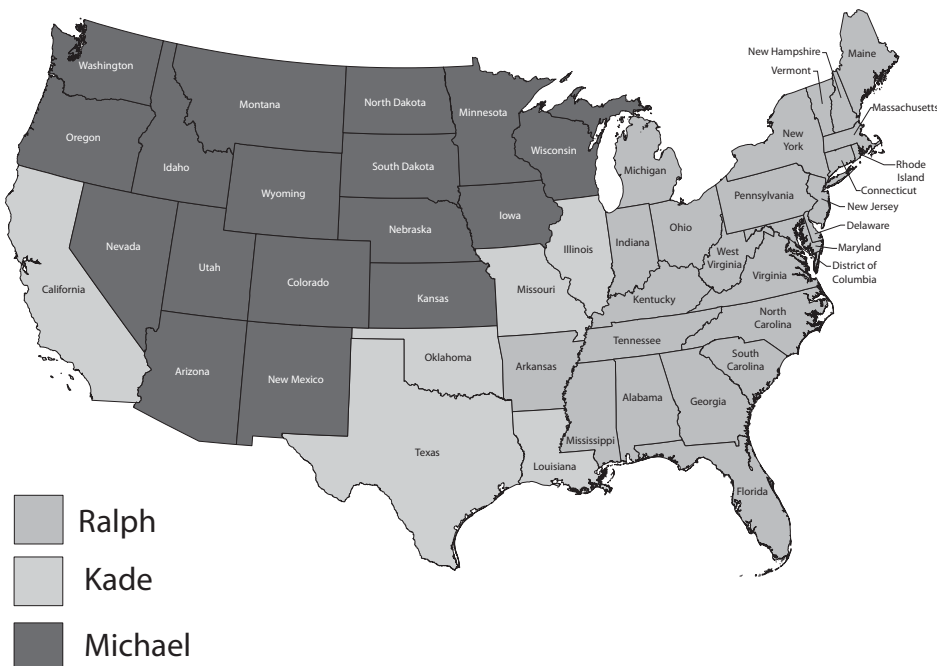 Washington
Oregon
Idaho
Montana
North Dakota
South Dakota
Minnesota
Wisconsin
Wyoming
Nebraska
Iowa
Nevada
Utah
Colorado
Kansas
California
Arizona
New Mexico
Missouri
Illinois
Oklahoma
Texas
Arkansas
Louisiana
Michigan
Indiana
Ohio
Kentucky
Tennessee
Mississippi
Alabama
Georgia
Florida
South
Carolina
North
Carolina
Virginia
West
Virginia
Pennsylvania
New
York
Maine
New Hampshire
Vermont
Massachusetts
Rhode
Island
Connecticut
New Jersey
Delaware
Maryland
District of
Columbia
Ralph
Kade
Michael